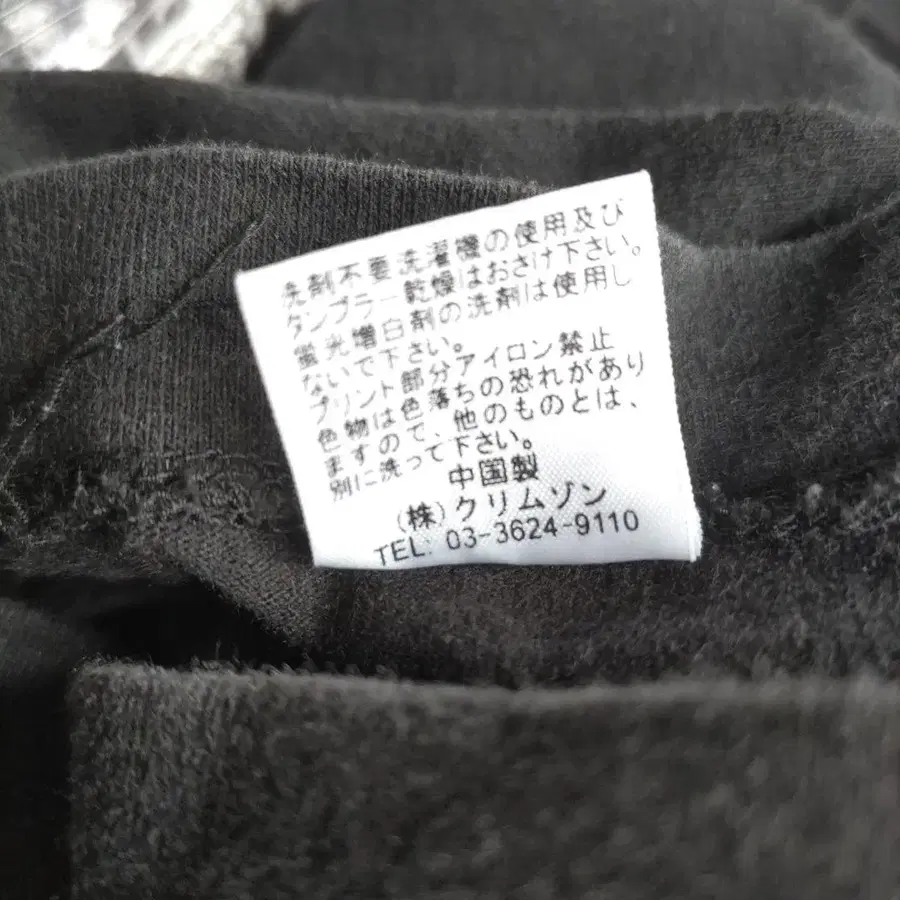 洗剤不要洗濯機の使用及び
タンブラー乾燥はおさけ下さい。
蛍光増白剤の洗剤は使用し
ないで下さい。
プリント部分アイロン禁止
色物は色落ちの恐れがあり
ますので、他のものとは、
別に洗って下さい。
中国製
(株)クリムゾン
TEL: 03-3624-9110